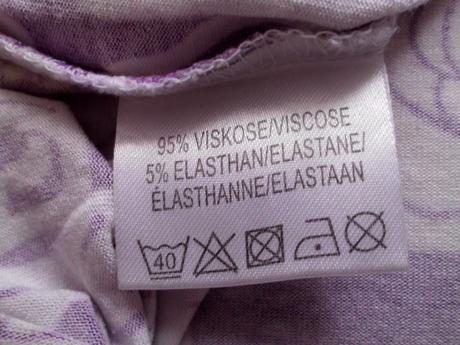 95% VISKOSE/VISCOSE
5% ELASTHAN/ELASTANE/
ÉLASTHANNE/ELASTAAN
40